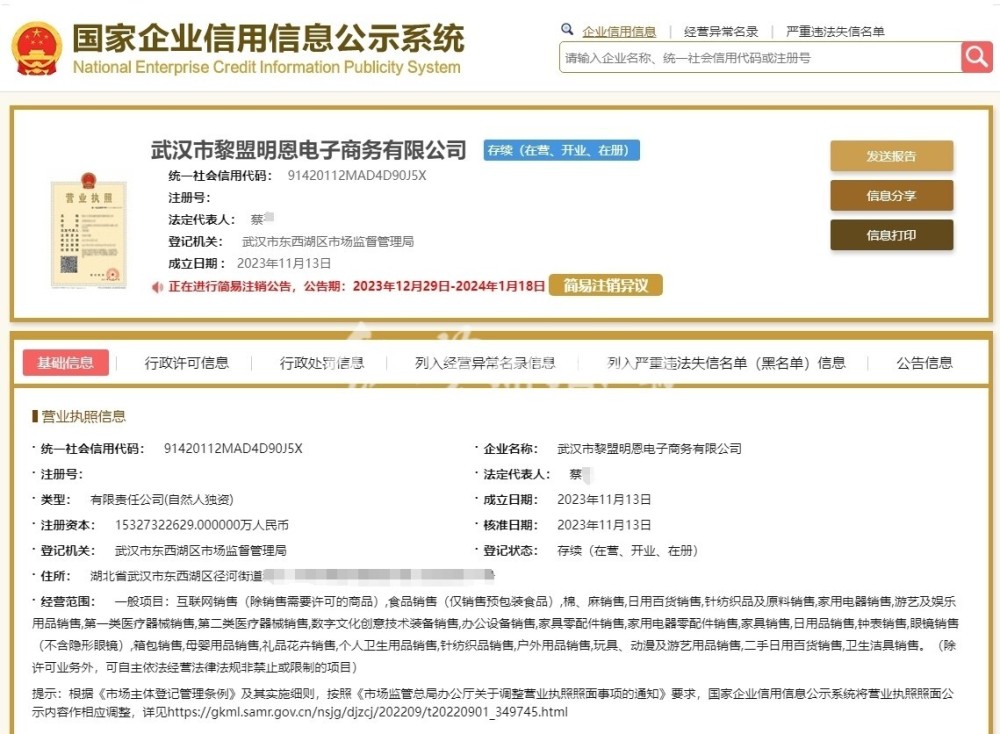 国家企业信用信息公示系统
National Enterprise Credit Information Publicity System
企业信用信息 | 经营异常名录 | 严重违法失信名单
请输入企业名称、统一社会信用代码或注册号
营业执照
武汉市黎盟明恩电子商务有限公司 存续（在营、开业、在册）
统一社会信用代码： 91420112MAD4D90J5X
注册号：
法定代表人： 蔡
登记机关： 武汉市东西湖区市场监督管理局
成立日期： 2023年11月13日
正在进行简易注销公告，公告期：2023年12月29日-2024年1月18日 简易注销异议
发送报告
信息分享
信息打印
基础信息 | 行政许可信息 | 行政处罚信息 | 列入经营异常名录信息 | 列入严重违法失信名单（黑名单）信息 | 公告信息
营业执照信息
· 统一社会信用代码： 91420112MAD4D90J5X
· 企业名称： 武汉市黎盟明恩电子商务有限公司
· 注册号：
· 法定代表人： 蔡
· 类型： 有限责任公司(自然人独资)
· 成立日期： 2023年11月13日
· 注册资本： 15327322629.000000万人民币
· 核准日期： 2023年11月13日
· 登记机关： 武汉市东西湖区市场监督管理局
· 登记状态： 存续（在营、开业、在册）
· 住所： 湖北省武汉市东西湖区径河街道
· 经营范围： 一般项目：互联网销售（除销售需要许可的商品）,食品销售（仅销售预包装食品）,棉、麻销售,日用百货销售,针纺织品及原料销售,家用电器销售,游艺及娱乐
用品销售,第一类医疗器械销售,第二类医疗器械销售,数字文化创意技术装备销售,办公设备销售,家具零配件销售,家用电器零配件销售,家具销售,日用品销售,钟表销售,眼镜销售
（不含隐形眼镜）,箱包销售,母婴用品销售,礼品花卉销售,个人卫生用品销售,针纺织品销售,户外用品销售,玩具、动漫及游艺用品销售,二手日用百货销售,卫生洁具销售。（除
许可业务外，可自主依法经营法律法规非禁止或限制的项目）
提示：根据《市场主体登记管理条例》及其实施细则，按照《市场监管总局办公厅关于调整营业执照照面事项的通知》要求，国家企业信用信息公示系统将营业执照照面公
示内容作相应调整，详见https://gkml.samr.gov.cn/nsjg/djzcj/202209/t20220901_349745.html